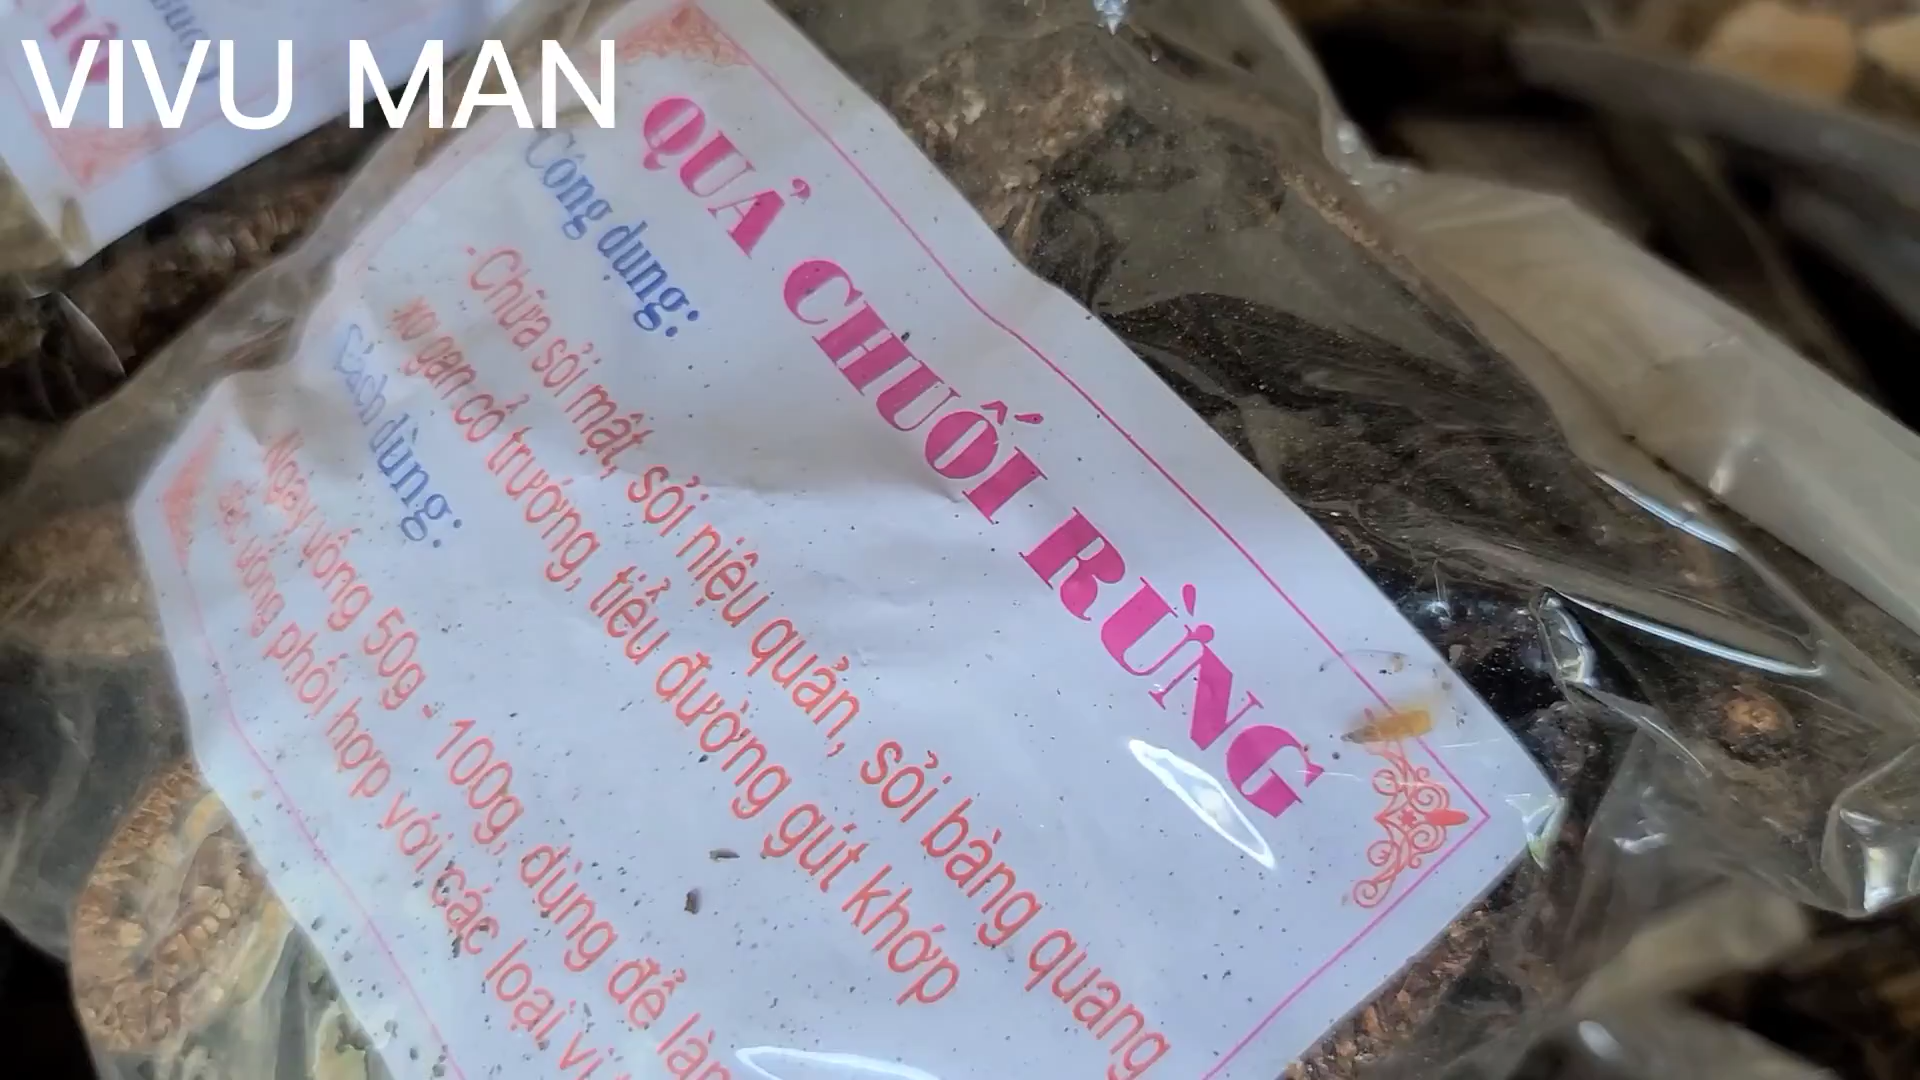 VIVU MAN
QUẢ CHUỐI RỪNG
Công dụng:
- Chữa sỏi mật, sỏi niệu quản, sỏi bàng quang
xơ gan cổ trướng, tiểu đường gút khớp
Cách dùng:
-Ngày uống 50g - 100g, dùng để làm
sắc uống phối hợp với các loại vị